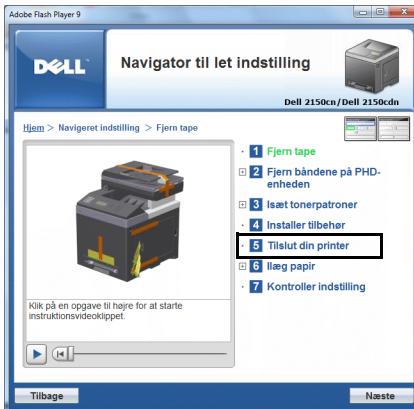 Adobe Flash Player 9
DELL
Navigator til let indstilling
Dell 2150cn/Dell 2150cdn
Hjem > Navigeret indstilling > Fjern tape
1 Fjern tape
2 Fjern båndene på PHD-
enheden
3 Isæt tonerpatroner
4 Installer tilbehør
5 Tilslut din printer
6 Ilæg papir
7 Kontroller indstilling
Klik på en opgave til højre for at starte
instruktionsvideoklippet.
Tilbage
Næste